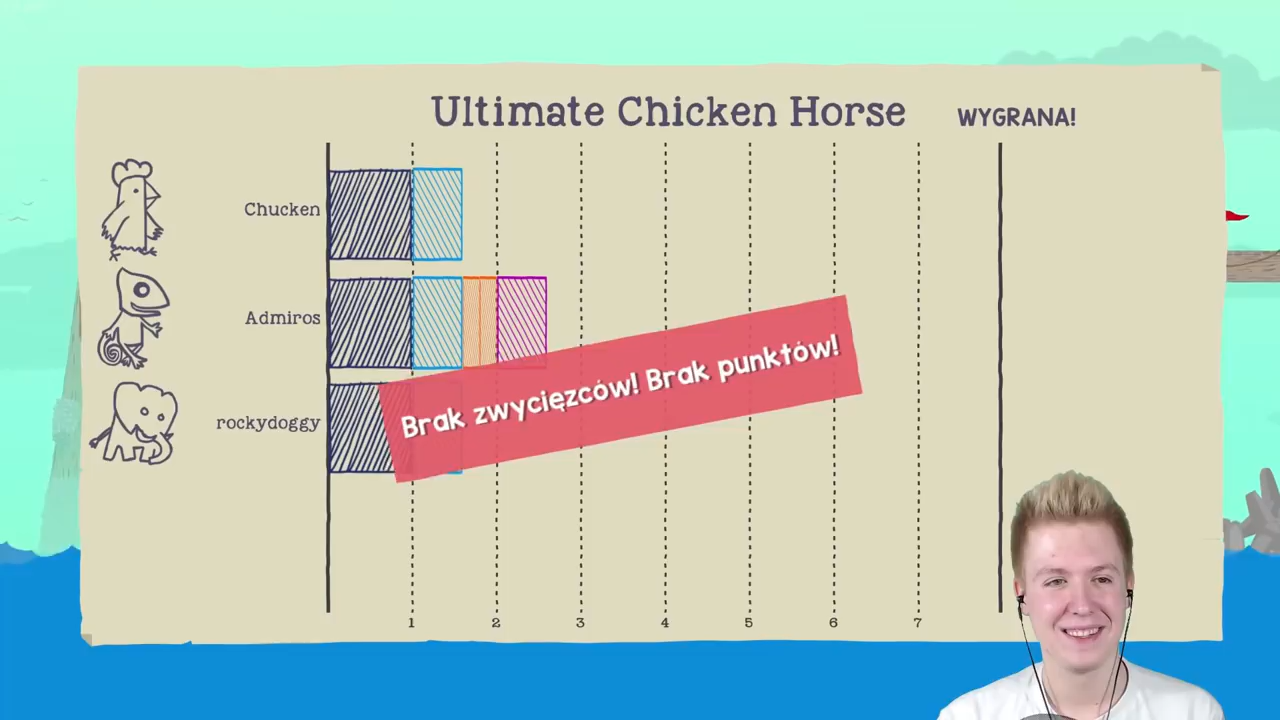 Ultimate Chicken Horse
WYGRANA!
Chucken
Admiros
Brak zwycięzców! Brak punktów!
rockydoggy
1 2 3 4 5 6 7